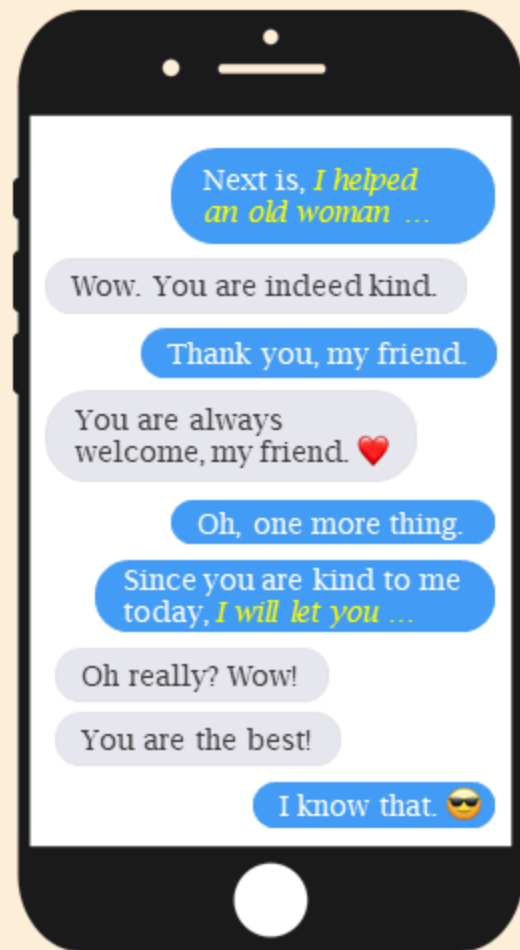 Next is, I helped
an old woman ...
Wow. You are indeed kind.
Thank you, my friend.
You are always
welcome, my friend. ❤️
Oh, one more thing.
Since you are kind to me
today, I will let you ...
Oh really? Wow!
You are the best!
I know that. 😎